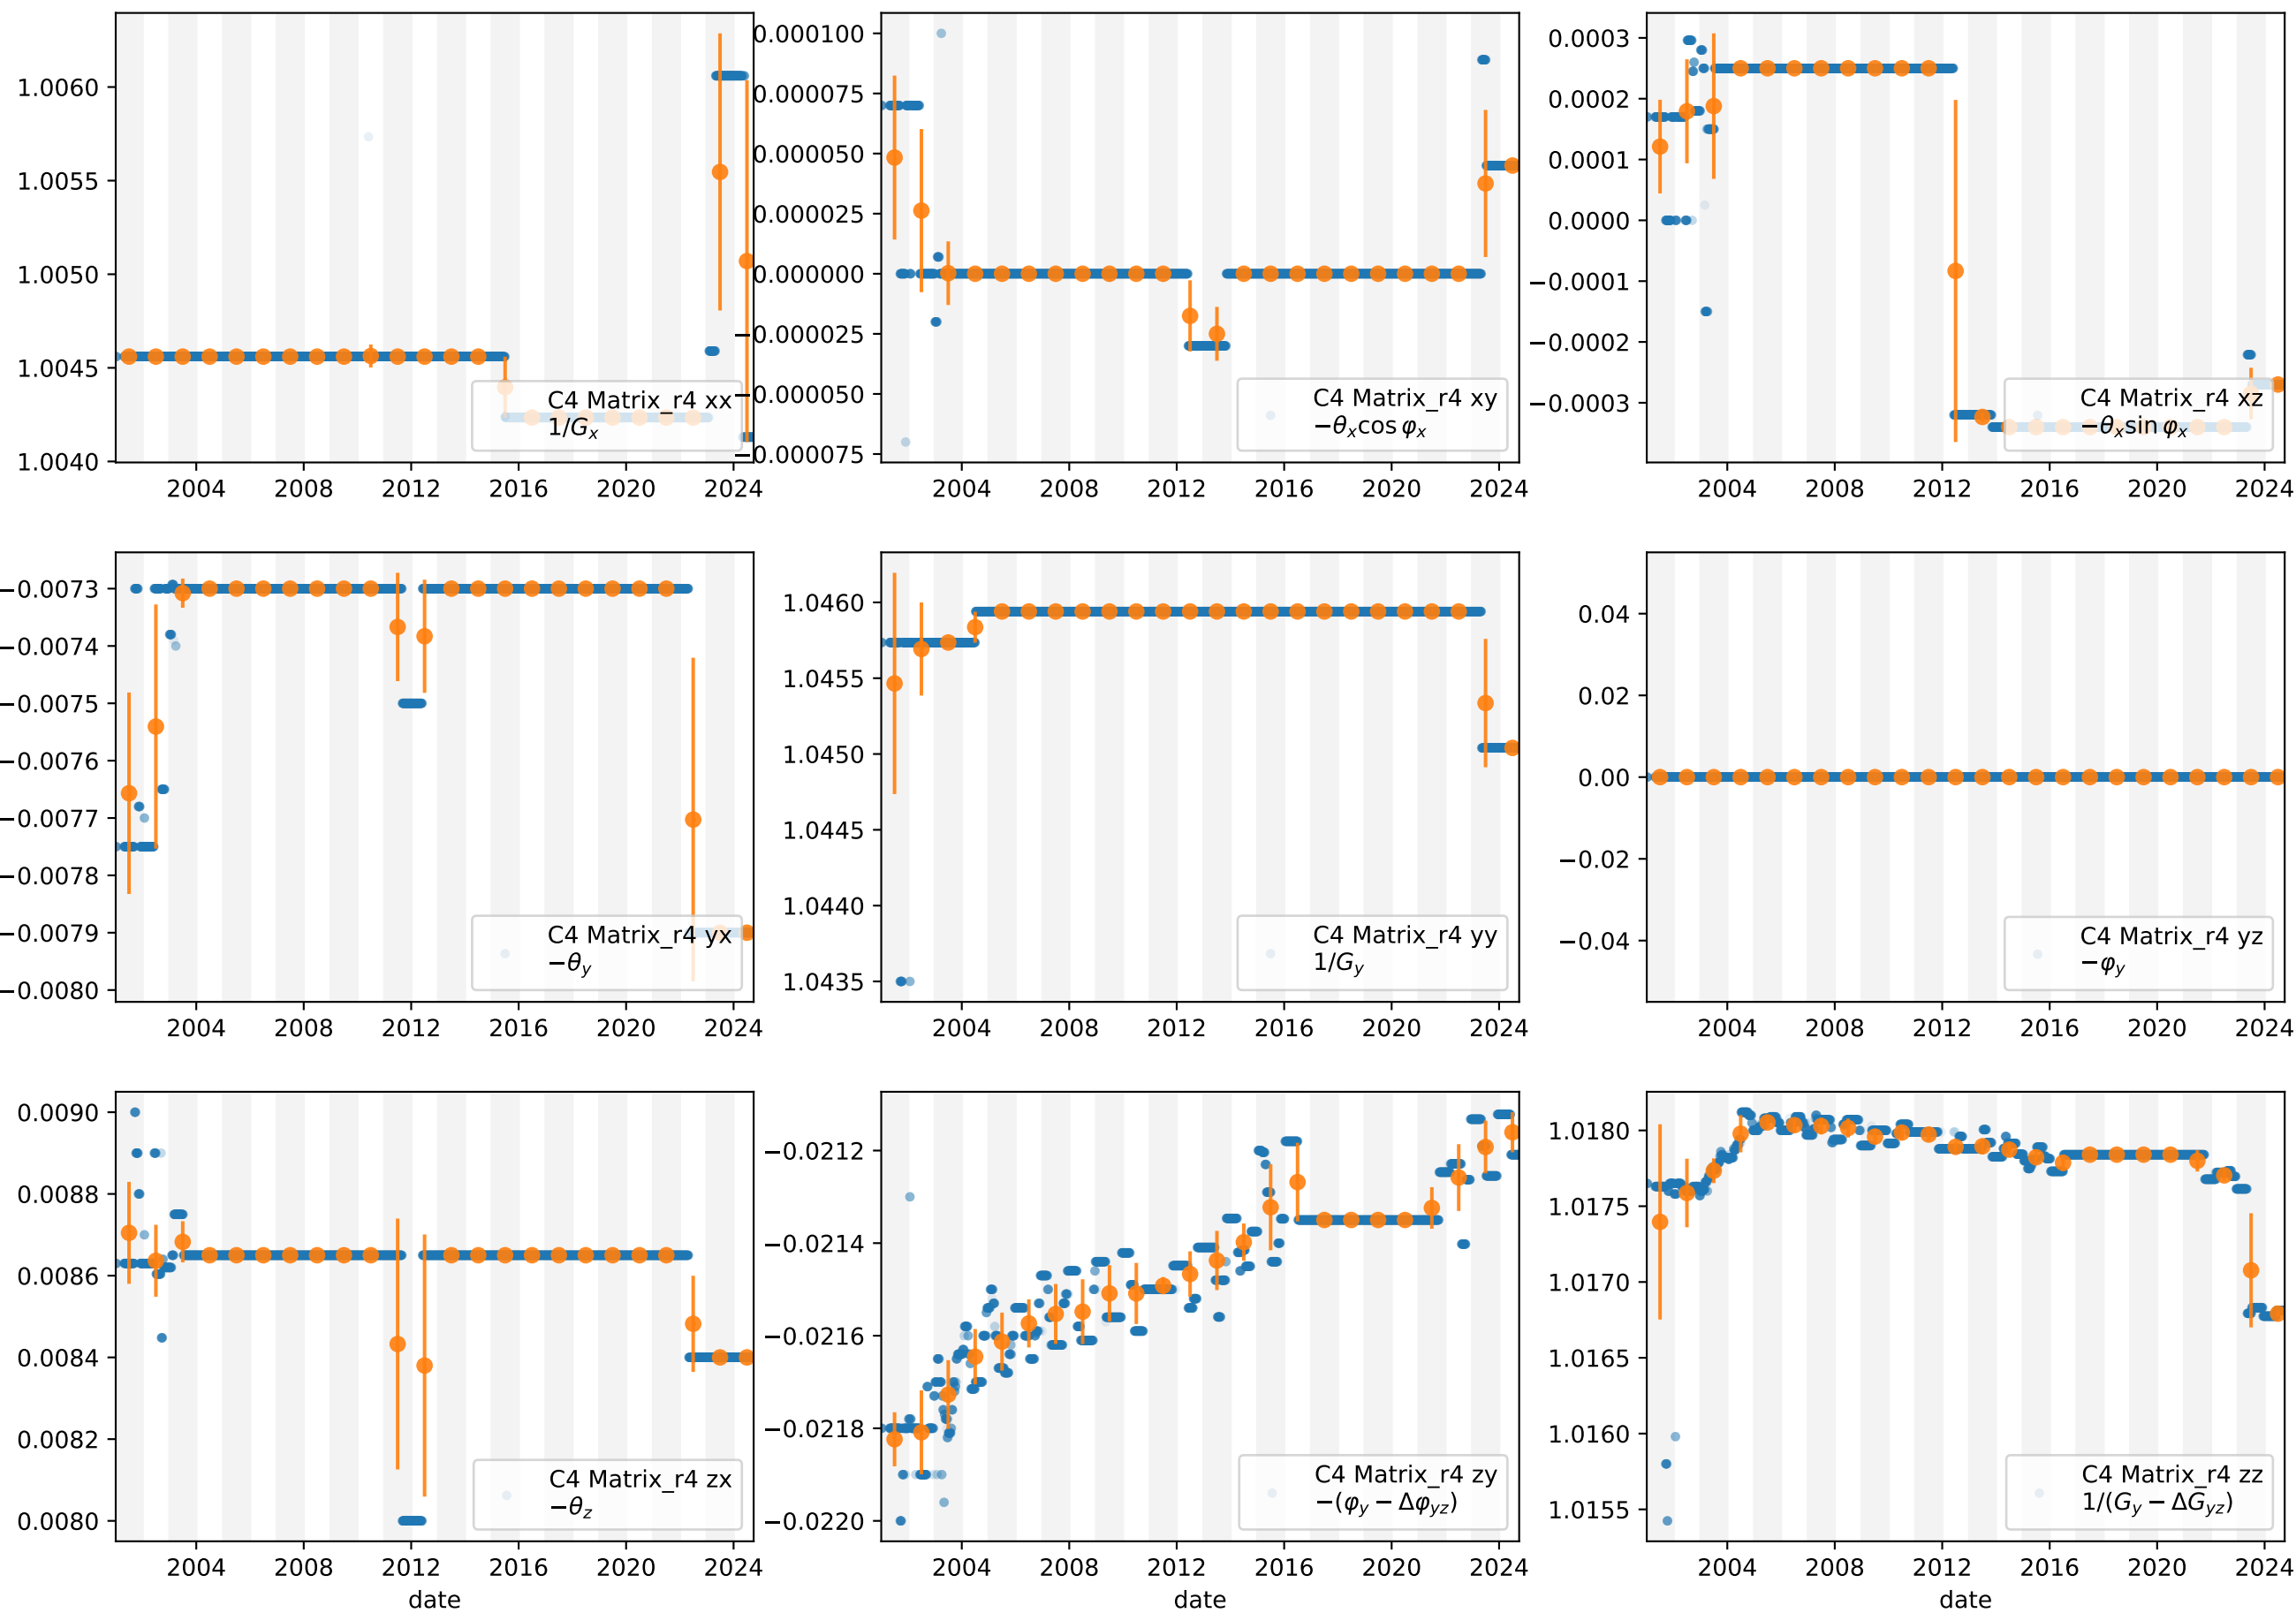 1.0060
1.0055
1.0050
1.0045
1.0040
C4 Matrix_r4 xx
1/Gx
2004 2008 2012 2016 2020 2024
0.000100
0.000075
0.000050
0.000025
0.000000
−0.000025
−0.000050
−0.000075
C4 Matrix_r4 xy
−θx cos φx
2004 2008 2012 2016 2020 2024
0.0003
0.0002
0.0001
0.0000
−0.0001
−0.0002
−0.0003
C4 Matrix_r4 xz
−θx sin φx
2004 2008 2012 2016 2020 2024
−0.0073
−0.0074
−0.0075
−0.0076
−0.0077
−0.0078
−0.0079
−0.0080
C4 Matrix_r4 yx
−θy
2004 2008 2012 2016 2020 2024
1.0460
1.0455
1.0450
1.0445
1.0440
1.0435
C4 Matrix_r4 yy
1/Gy
2004 2008 2012 2016 2020 2024
0.04
0.02
0.00
−0.02
−0.04
C4 Matrix_r4 yz
−φy
2004 2008 2012 2016 2020 2024
0.0090
0.0088
0.0086
0.0084
0.0082
0.0080
C4 Matrix_r4 zx
−θz
2004 2008 2012 2016 2020 2024
date
−0.0212
−0.0214
−0.0216
−0.0218
−0.0220
C4 Matrix_r4 zy
−(φy − Δφyz)
2004 2008 2012 2016 2020 2024
date
1.0180
1.0175
1.0170
1.0165
1.0160
1.0155
C4 Matrix_r4 zz
1/(Gy − ΔGyz)
2004 2008 2012 2016 2020 2024
date